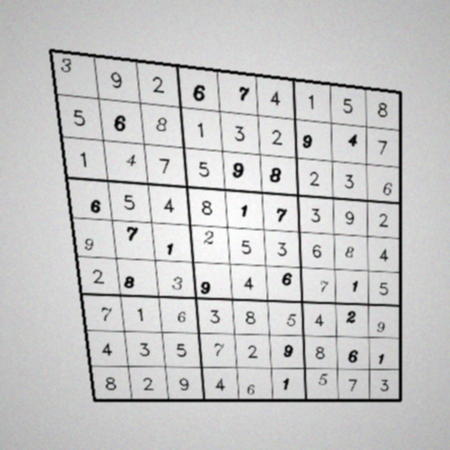 3 9 2 6 7 4 1 5 8
5 6 8 1 3 2 9 4 7
1 4 7 5 9 8 2 3 6
6 5 4 8 1 7 3 9 2
9 7 1 2 5 3 6 8 4
2 8 3 9 4 6 7 1 5
7 1 6 3 8 5 4 2 9
4 3 5 7 2 9 8 6 1
8 2 9 4 6 1 5 7 3